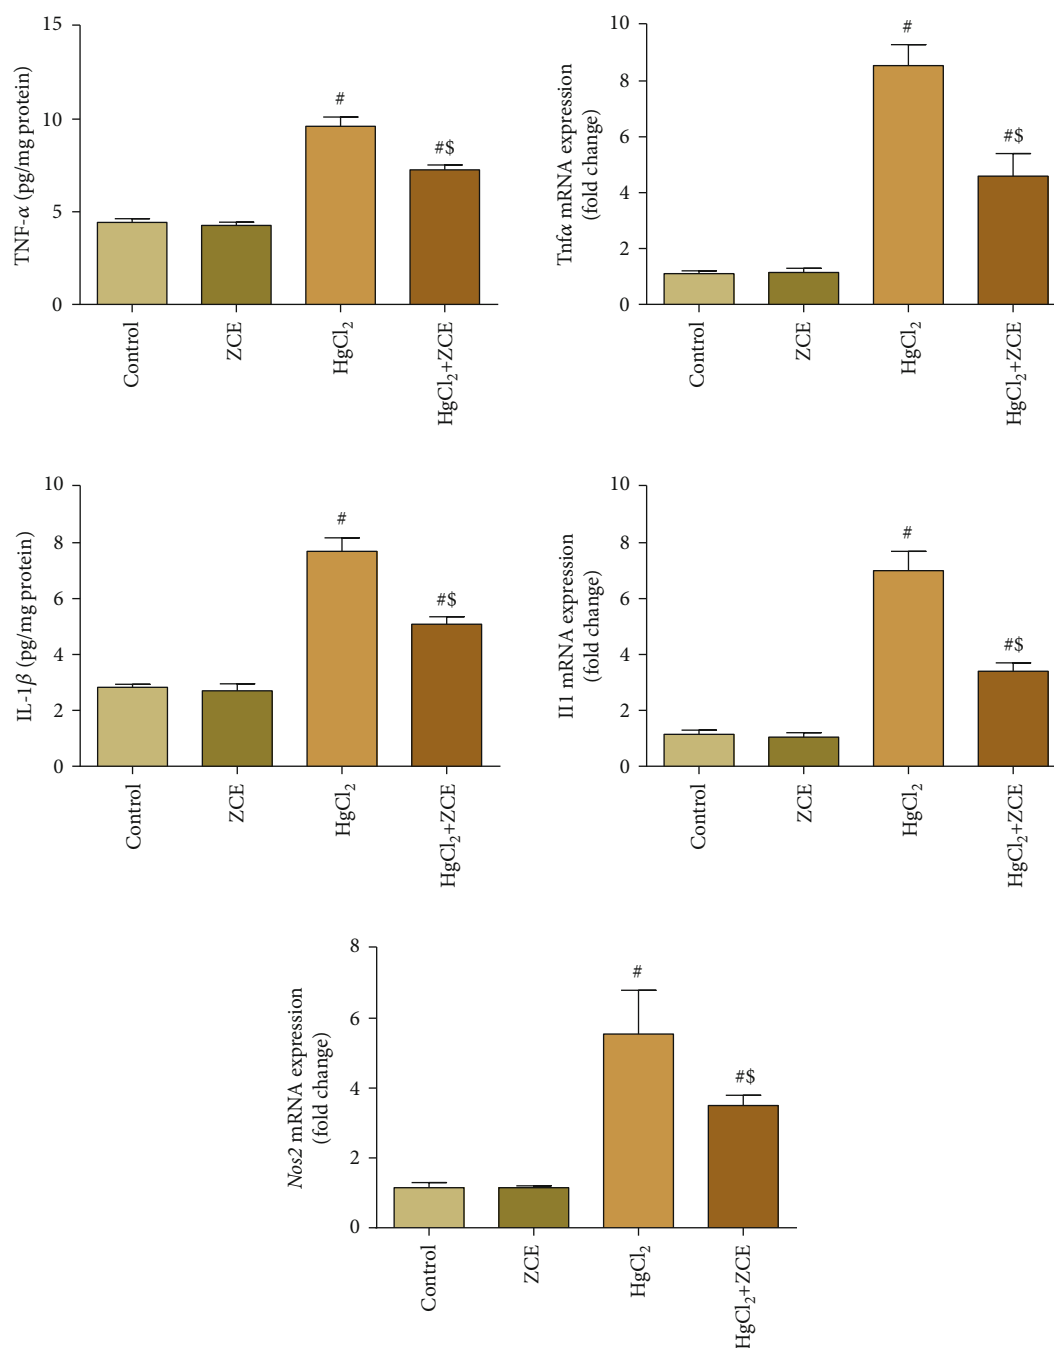 TNF-α (pg/mg protein)
15
10
5
0
#
#$
Control
ZCE
HgCl₂
HgCl₂+ZCE
Tnfα mRNA expression
(fold change)
10
8
6
4
2
0
#
#$
Control
ZCE
HgCl₂
HgCl₂+ZCE
IL-1β (pg/mg protein)
10
8
6
4
2
0
#
#$
Control
ZCE
HgCl₂
HgCl₂+ZCE
Il1 mRNA expression
(fold change)
10
8
6
4
2
0
#
#$
Control
ZCE
HgCl₂
HgCl₂+ZCE
Nos2 mRNA expression
(fold change)
8
6
4
2
0
#
#$
Control
ZCE
HgCl₂
HgCl₂+ZCE